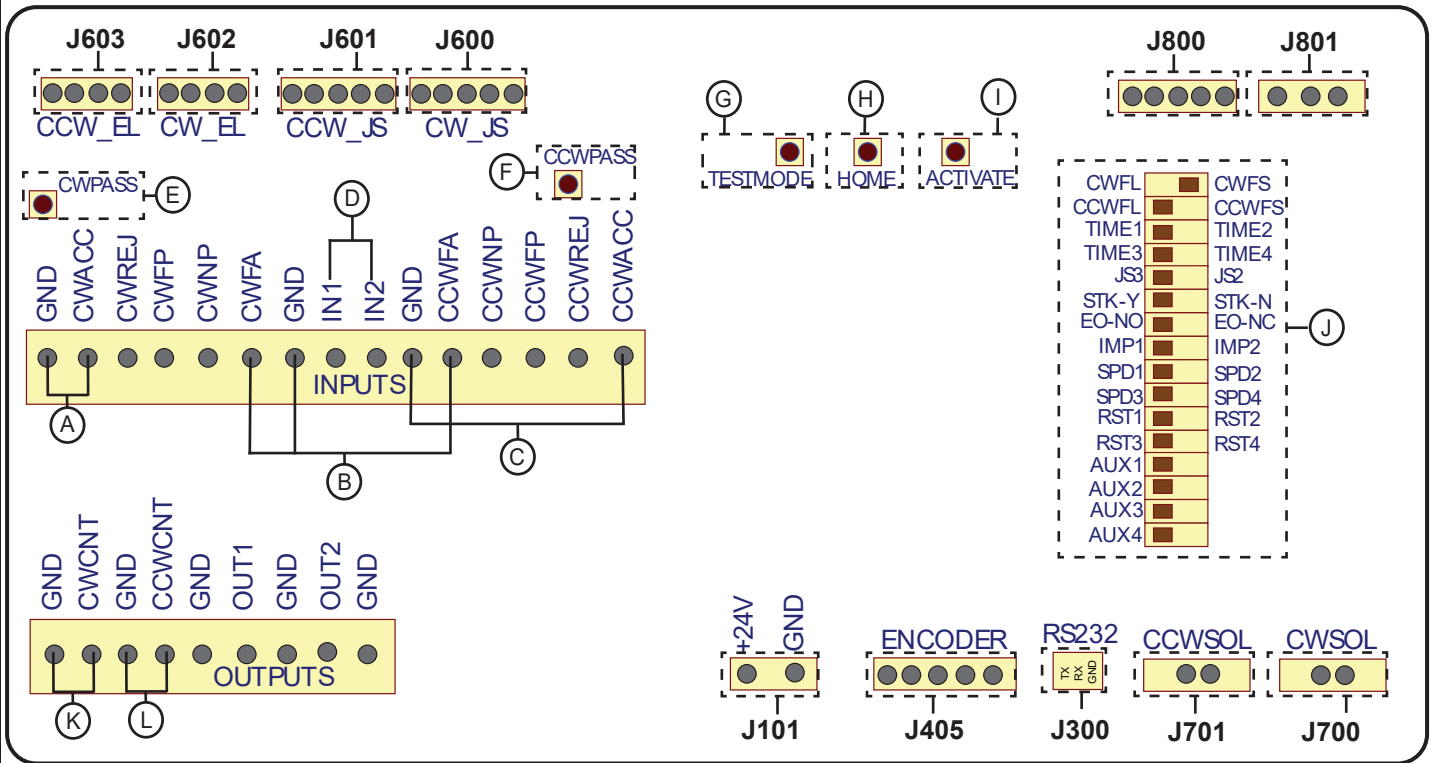 J603 J602 J601 J600 J800 J801
CCW_EL CW_EL CCW_JS CW_JS
G H I
TESTMODE HOME ACTIVATE
CWPASS E
F CCWPASS
D
GND CWACC CWREJ CWFP CWNP CWFA GND IN1 IN2 GND CCWFA CCWNP CCWFP CCWREJ CCWACC
INPUTS
A B C
CWFL CWFS
CCWFL CCWFS
TIME1 TIME2
TIME3 TIME4
JS3 JS2
STK-Y STK-N
EO-NO EO-NC
J
IMP1 IMP2
SPD1 SPD2
SPD3 SPD4
RST1 RST2
RST3 RST4
AUX1
AUX2
AUX3
AUX4
GND CWCNT GND CCWCNT GND OUT1 GND OUT2 GND
OUTPUTS
K L
+24V GND ENCODER RS232 CCWSOL CWSOL
TX
RX
GND
J101 J405 J300 J701 J700